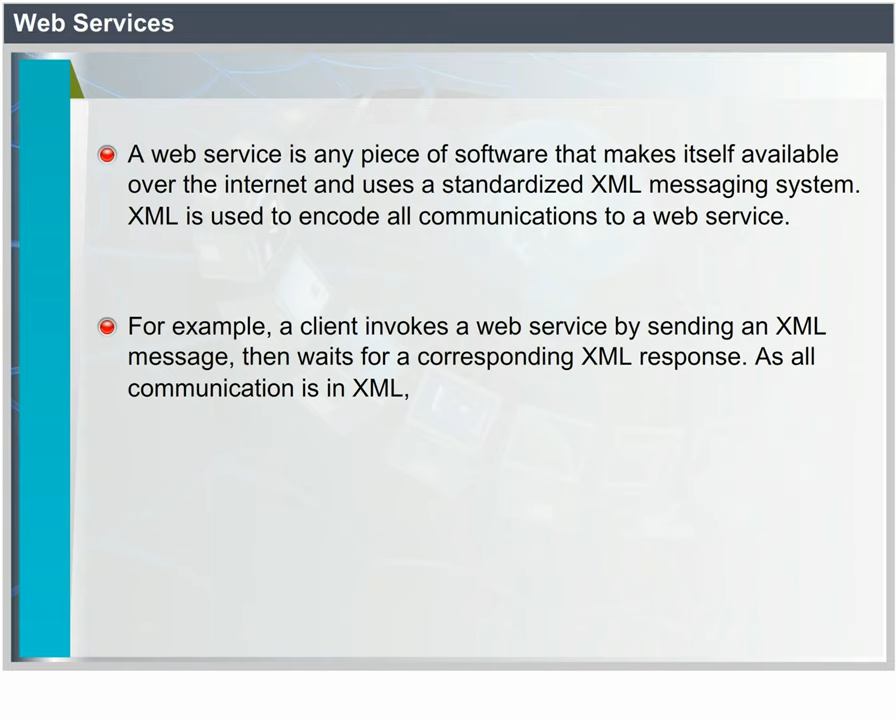 Web Services
A web service is any piece of software that makes itself available
over the internet and uses a standardized XML messaging system.
XML is used to encode all communications to a web service.
For example, a client invokes a web service by sending an XML
message, then waits for a corresponding XML response. As all
communication is in XML,